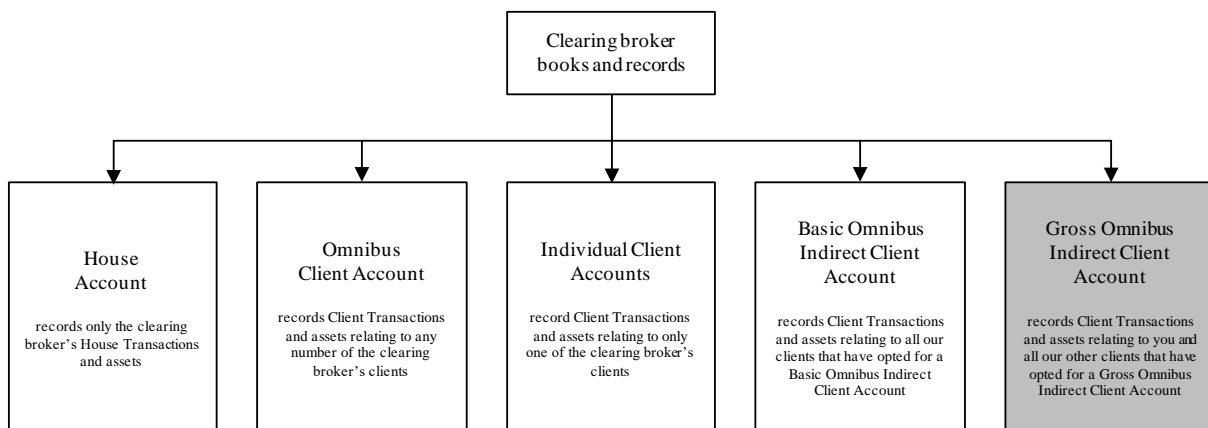 Clearing broker
books and records
House
Account
records only the clearing
broker's House Transactions
and assets
Omnibus
Client Account
records Client Transactions
and assets relating to any
number of the clearing
broker's clients
Individual Client
Accounts
record Client Transactions
and assets relating to only
one of the clearing broker's
clients
Basic Omnibus
Indirect Client
Account
records Client Transactions
and assets relating to all our
clients that have opted for a
Basic Omnibus Indirect
Client Account
Gross Omnibus
Indirect Client
Account
records Client Transactions
and assets relating to you and
all our other clients that have
opted for a Gross Omnibus
Indirect Client Account